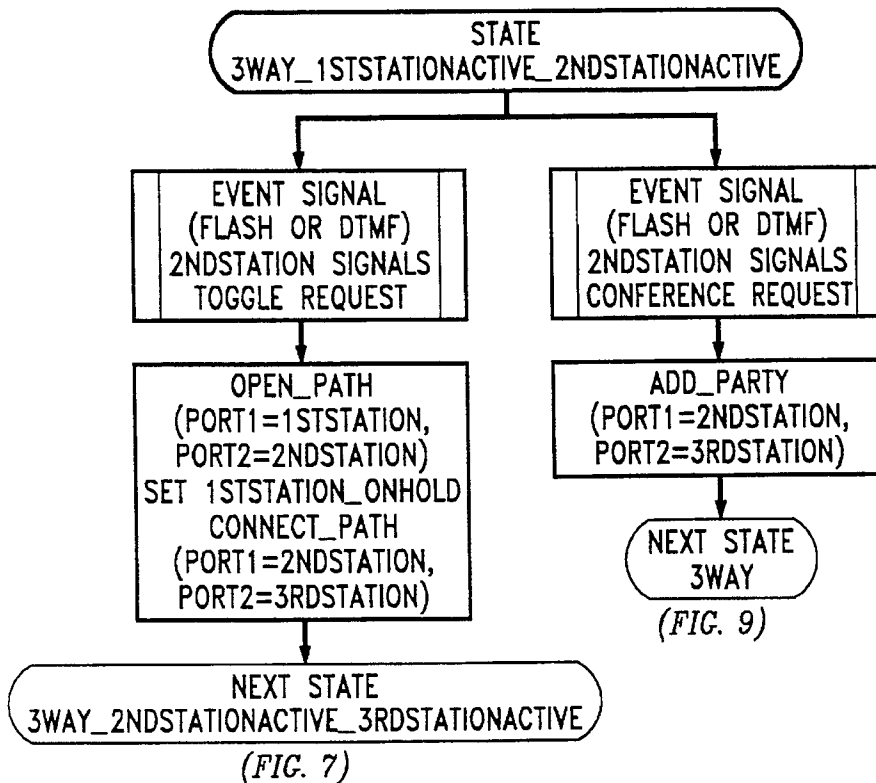 STATE
3WAY_1STSTATIONACTIVE_2NDSTATIONACTIVE
EVENT SIGNAL
(FLASH OR DTMF)
2NDSTATION SIGNALS
TOGGLE REQUEST
EVENT SIGNAL
(FLASH OR DTMF)
2NDSTATION SIGNALS
CONFERENCE REQUEST
OPEN_PATH
(PORT1=1STSTATION,
PORT2=2NDSTATION)
SET 1STSTATION_ONHOLD
CONNECT_PATH
(PORT1=2NDSTATION,
PORT2=3RDSTATION)
ADD_PARTY
(PORT1=2NDSTATION,
PORT2=3RDSTATION)
NEXT STATE
3WAY
(FIG. 9)
NEXT STATE
3WAY_2NDSTATIONACTIVE_3RDSTATIONACTIVE
(FIG. 7)